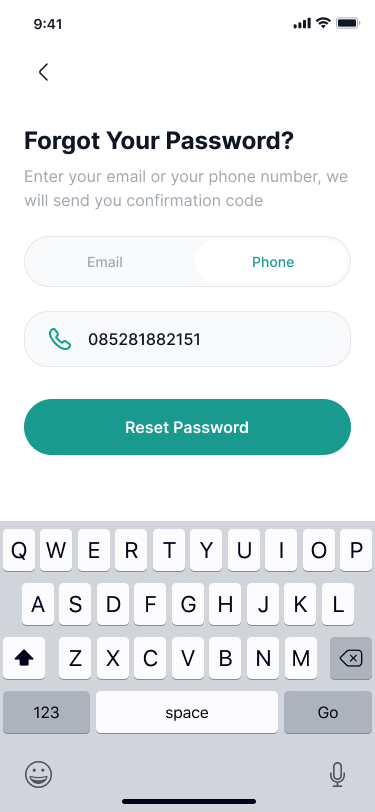 9:41
Forgot Your Password?
Enter your email or your phone number, we
will send you confirmation code
Email Phone
085281882151
Reset Password
Q W E R T Y U I O P
A S D F G H J K L
Z X C V B N M
123 space Go